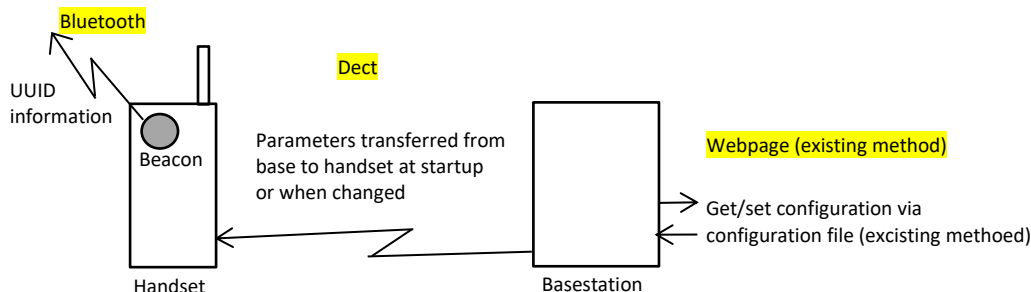 Bluetooth
Dect
UUID
information
Beacon
Parameters transferred from
base to handset at startup
or when changed
Webpage (existing method)
Get/set configuration via
configuration file (excisting methoed)
Handset
Basestation